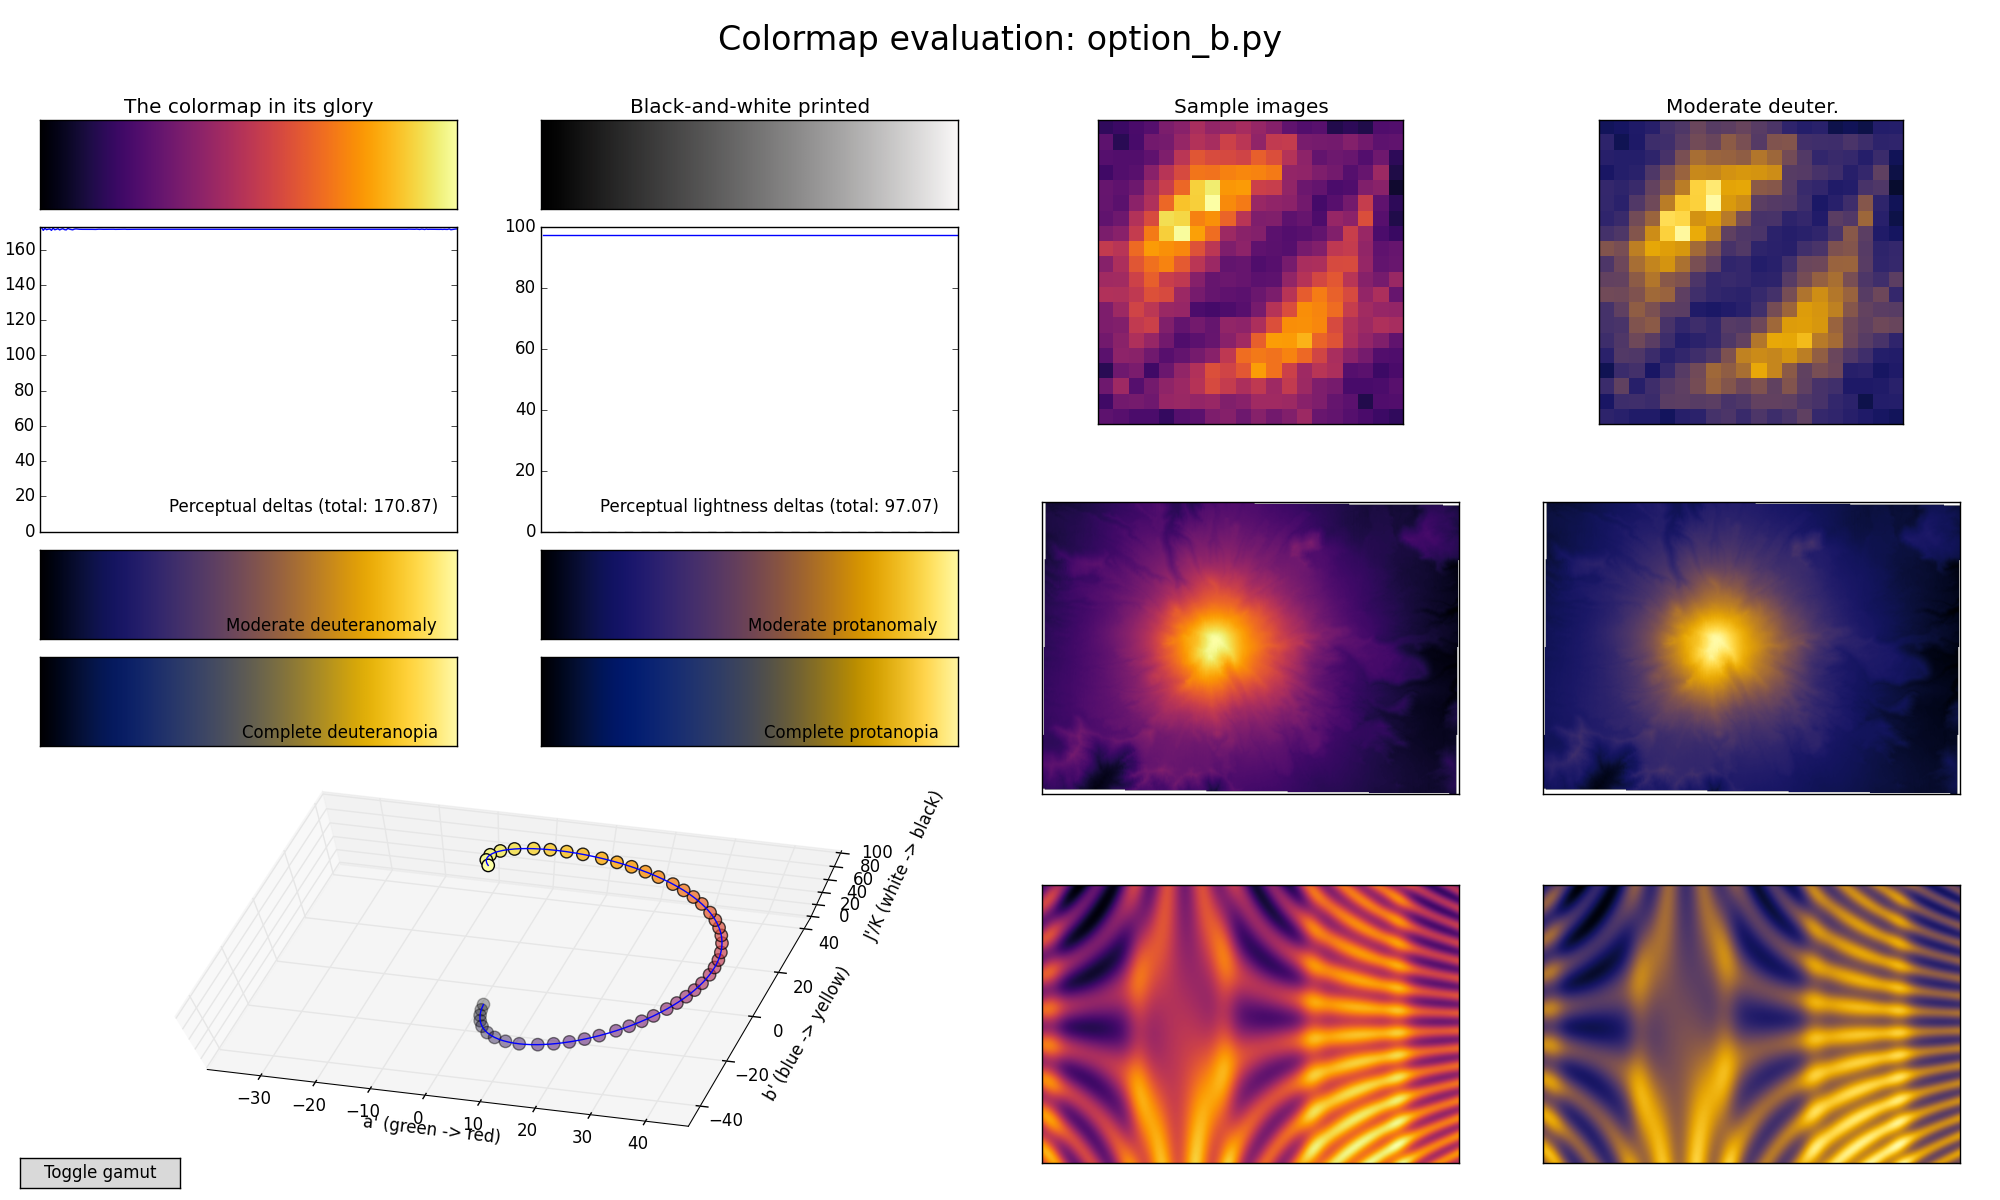 Colormap evaluation: option_b.py
The colormap in its glory
Black-and-white printed
Sample images
Moderate deuter.
160
140
120
100
80
60
40
20
0
Perceptual deltas (total: 170.87)
100
80
60
40
20
0
Perceptual lightness deltas (total: 97.07)
Moderate deuteranomaly
Moderate protanomaly
Complete deuteranopia
Complete protanopia
100
80
60
40
20
0
J'/K (white -> black)
40
20
0
−20
−40
b' (blue -> yellow)
−30
−20
−10
0
10
20
30
40
a' (green -> red)
Toggle gamut